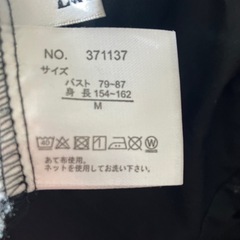 NO. 371137
サイズ
バスト 79~87
身長 154~162
M
あて布使用。
ネットを使用してお洗い下さい。